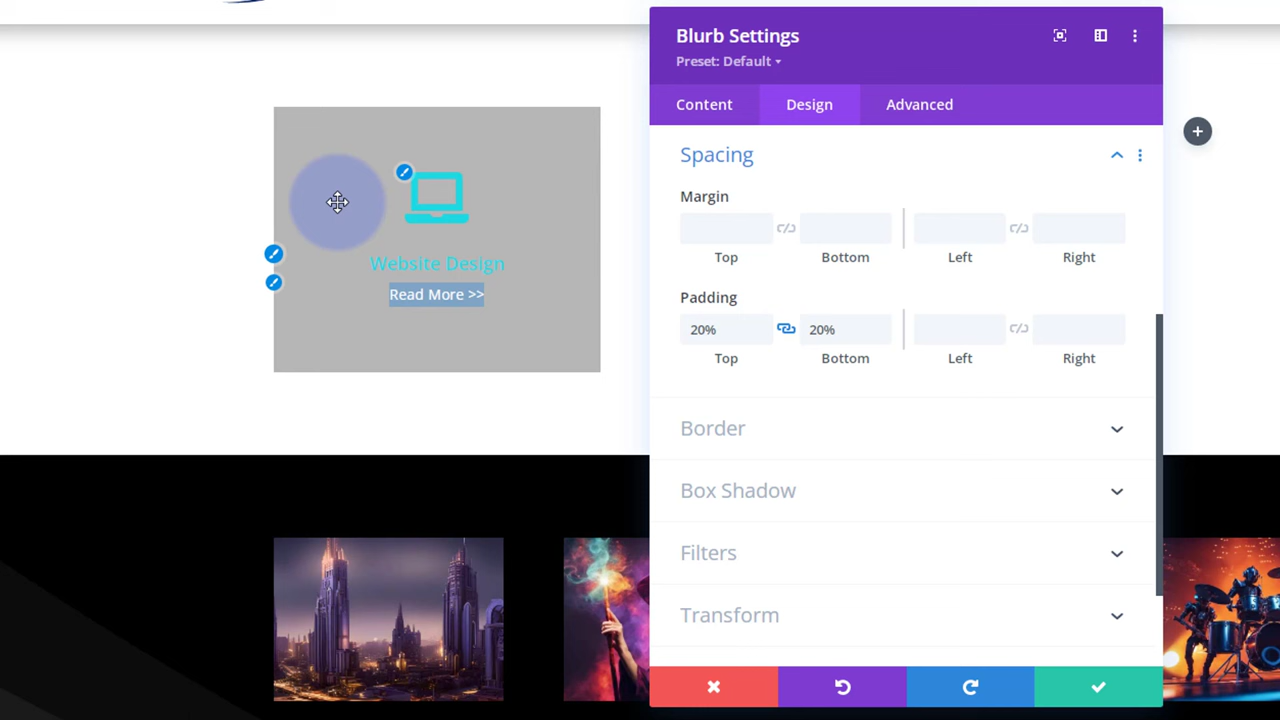 Website Design
Read More >>
Blurb Settings
Preset: Default
Content Design Advanced
Spacing
Margin
Top Bottom Left Right
Padding
20% 20%
Top Bottom Left Right
Border
Box Shadow
Filters
Transform